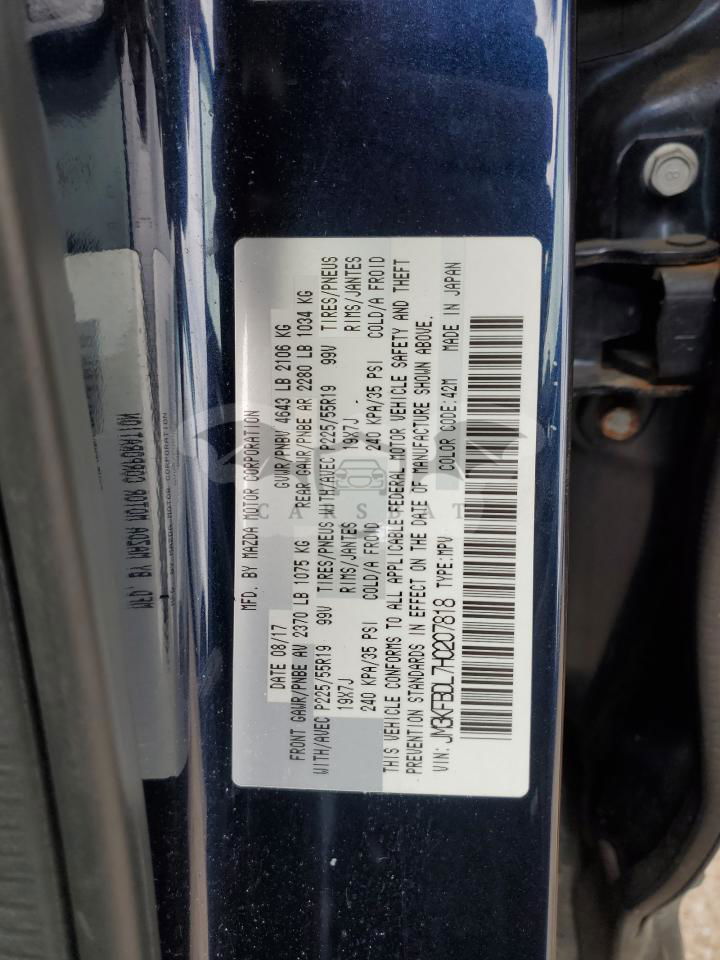 MFD. BY MAZDA MOTOR CORPORATION
DATE 08/17 GVWR/PNBV 4643 LB 2106 KG
FRONT GAWR/PNBE AV 2370 LB 1075 KG REAR GAWR/PNBE AR 2280 LB 1034 KG
WITH/AVEC P225/55R19 99V TIRES/PNEUS WITH/AVEC P225/55R19 99V TIRES/PNEUS
19X7J RIMS/JANTES 19X7J RIMS/JANTES
240 KPA/35 PSI COLD/A FROID 240 KPA/35 PSI COLD/A FROID
THIS VEHICLE CONFORMS TO ALL APPLICABLE FEDERAL MOTOR VEHICLE SAFETY AND THEFT
PREVENTION STANDARDS IN EFFECT ON THE DATE OF MANUFACTURE SHOWN ABOVE.
VIN: JM3KFBDL7H0207818 TYPE:MPV COLOR CODE:42M MADE IN JAPAN
8